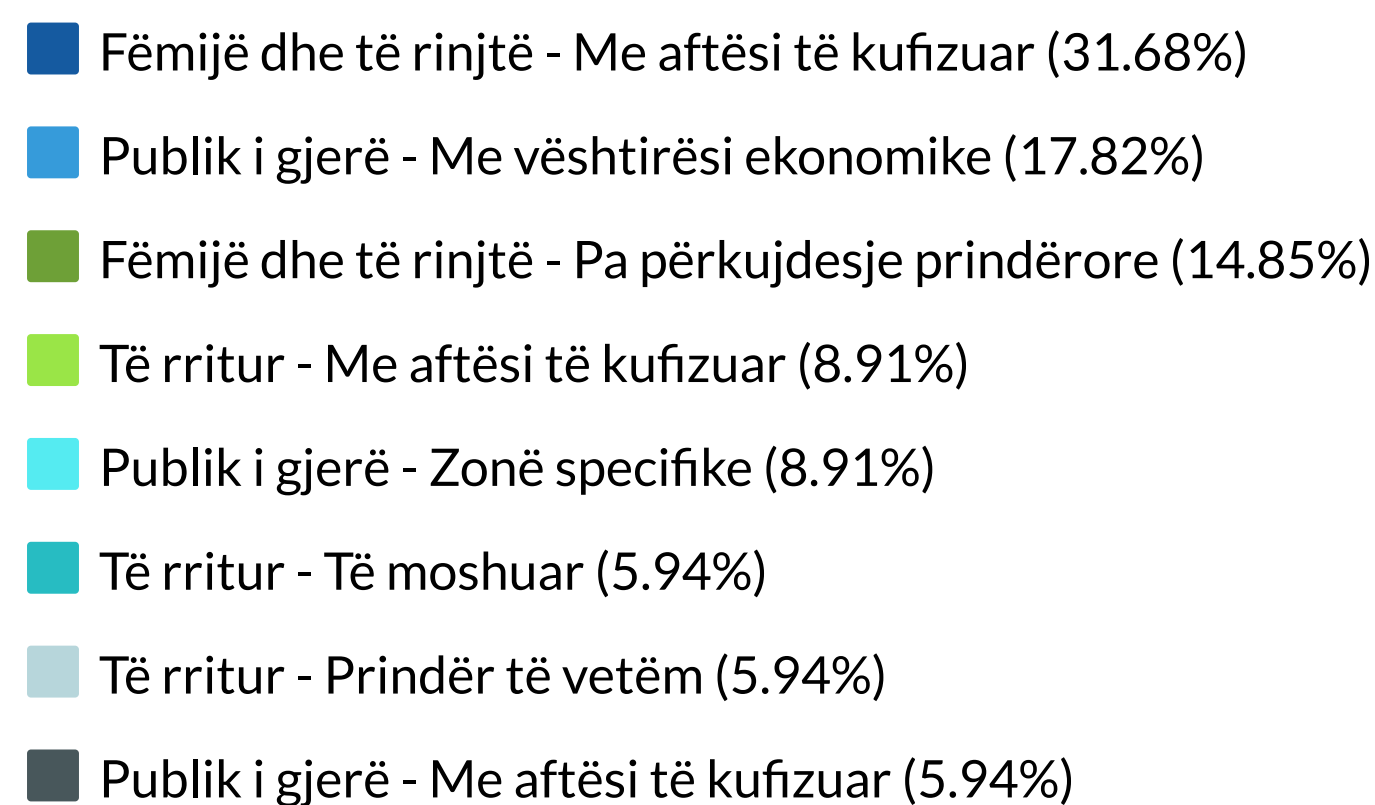 Fëmijë dhe të rinjtë - Me aftësi të kufizuar (31.68%)
Publik i gjerë - Me vështirësi ekonomike (17.82%)
Fëmijë dhe të rinjtë - Pa përkujdesje prindërore (14.85%)
Të rritur - Me aftësi të kufizuar (8.91%)
Publik i gjerë - Zonë specifike (8.91%)
Të rritur - Të moshuar (5.94%)
Të rritur - Prindër të vetëm (5.94%)
Publik i gjerë - Me aftësi të kufizuar (5.94%)